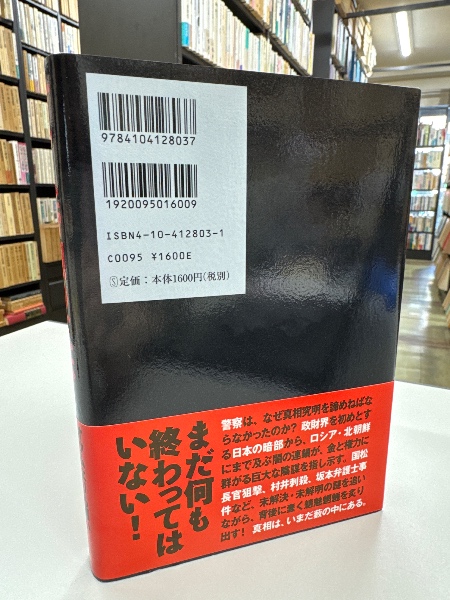 9784104128037
1920095016009
ISBN4-10-412803-1
C0095 ¥1600E
Ⓢ定価：本体1600円（税別）
まだ何も
終わっては
いない！
警察は、なぜ真相究明を諦めねばな
らなかったのか？ 政財界を初めとす
る日本の暗部から、ロシア・北朝鮮
にまで及ぶ闇の連鎖が、金と権力に
群がる巨大な陰謀を指し示す。国松
長官狙撃、村井刺殺、坂本弁護士事
件など、未解決・未解明の謎を追い
ながら、背後に蠢く魑魅魍魎を炙り
出す！ 真相は、いまだ藪の中にある。